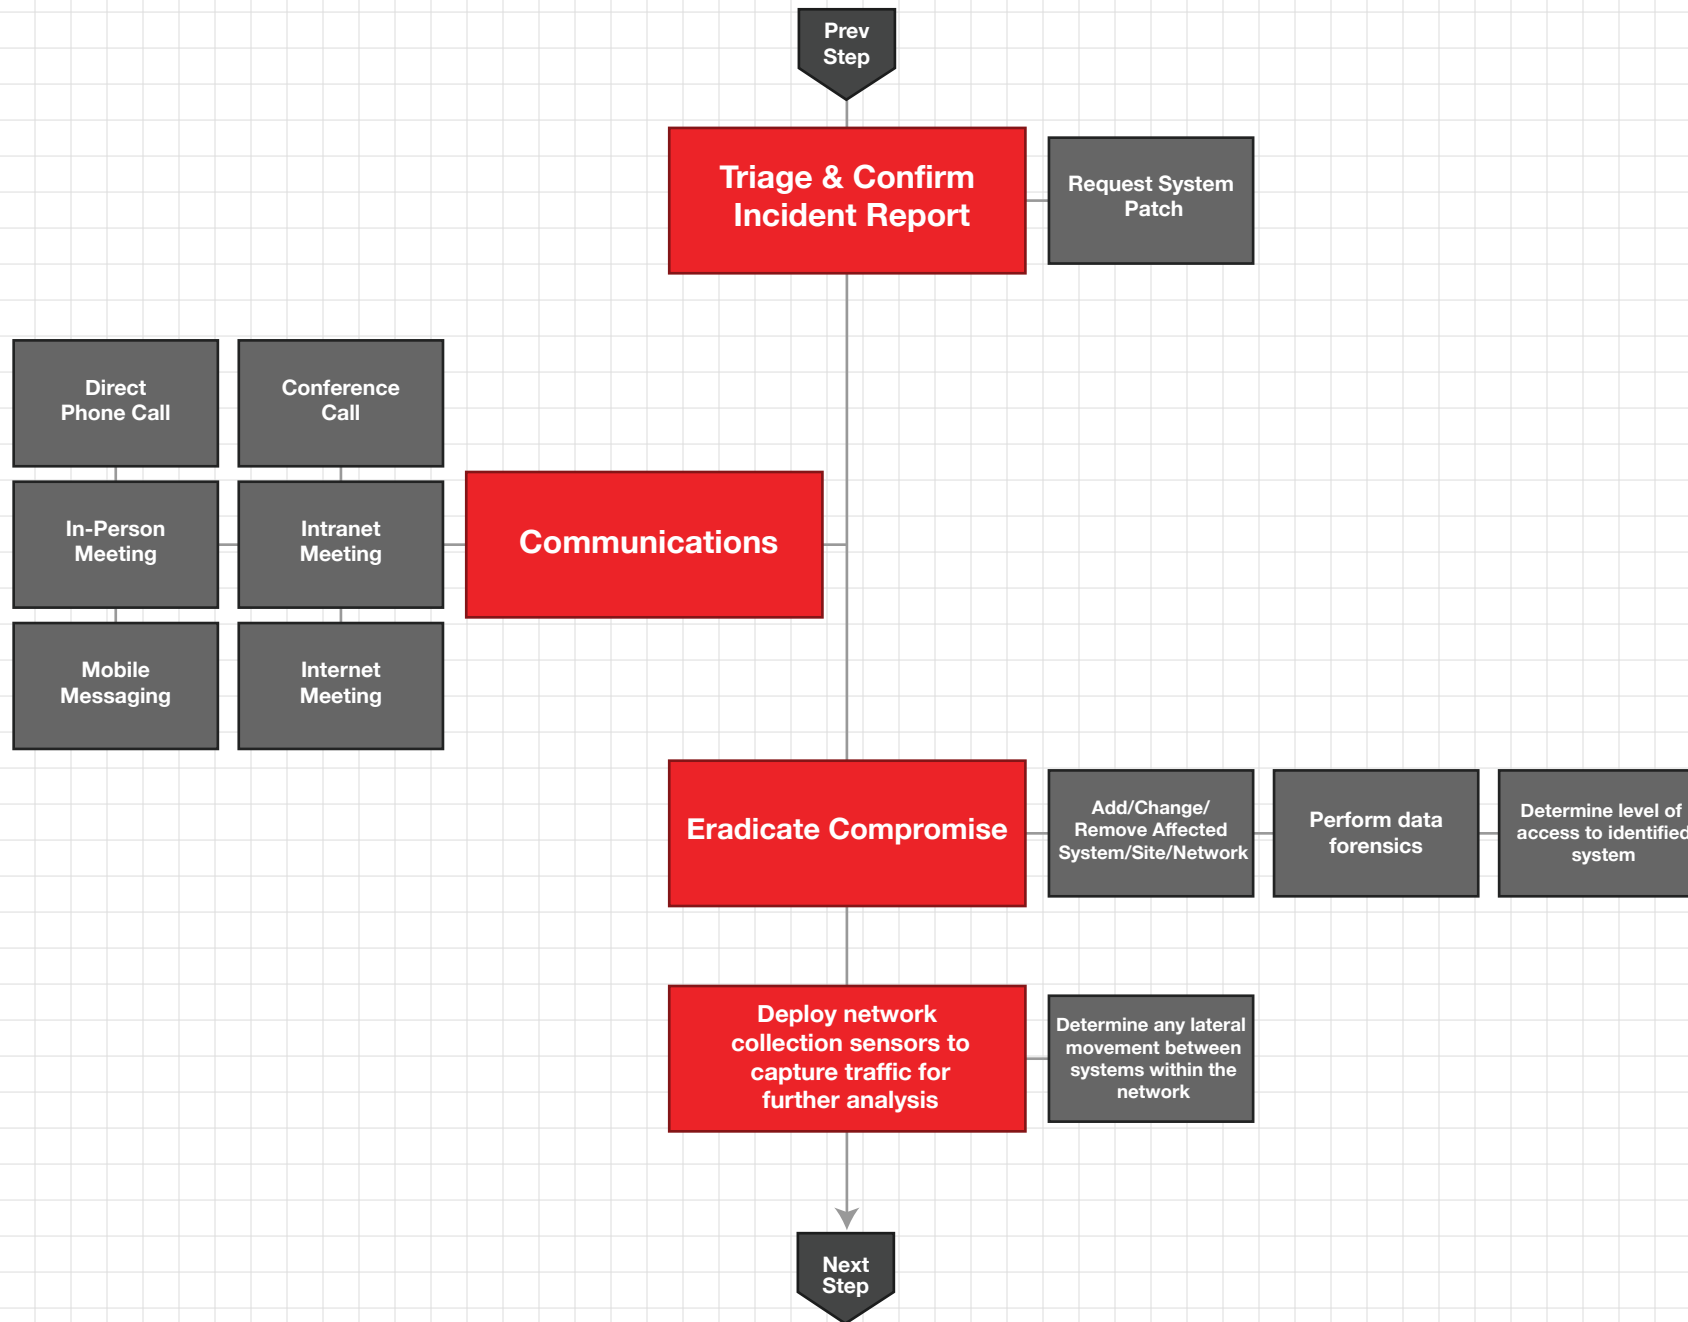 Prev
Step
Triage & Confirm
Incident Report
Request System
Patch
Direct
Phone Call
Conference
Call
In-Person
Meeting
Intranet
Meeting
Communications
Mobile
Messaging
Internet
Meeting
Eradicate Compromise
Add/Change/
Remove Affected
System/Site/Network
Perform data
forensics
Determine level of
access to identified
system
Deploy network
collection sensors to
capture traffic for
further analysis
Determine any lateral
movement between
systems within the
network
Next
Step